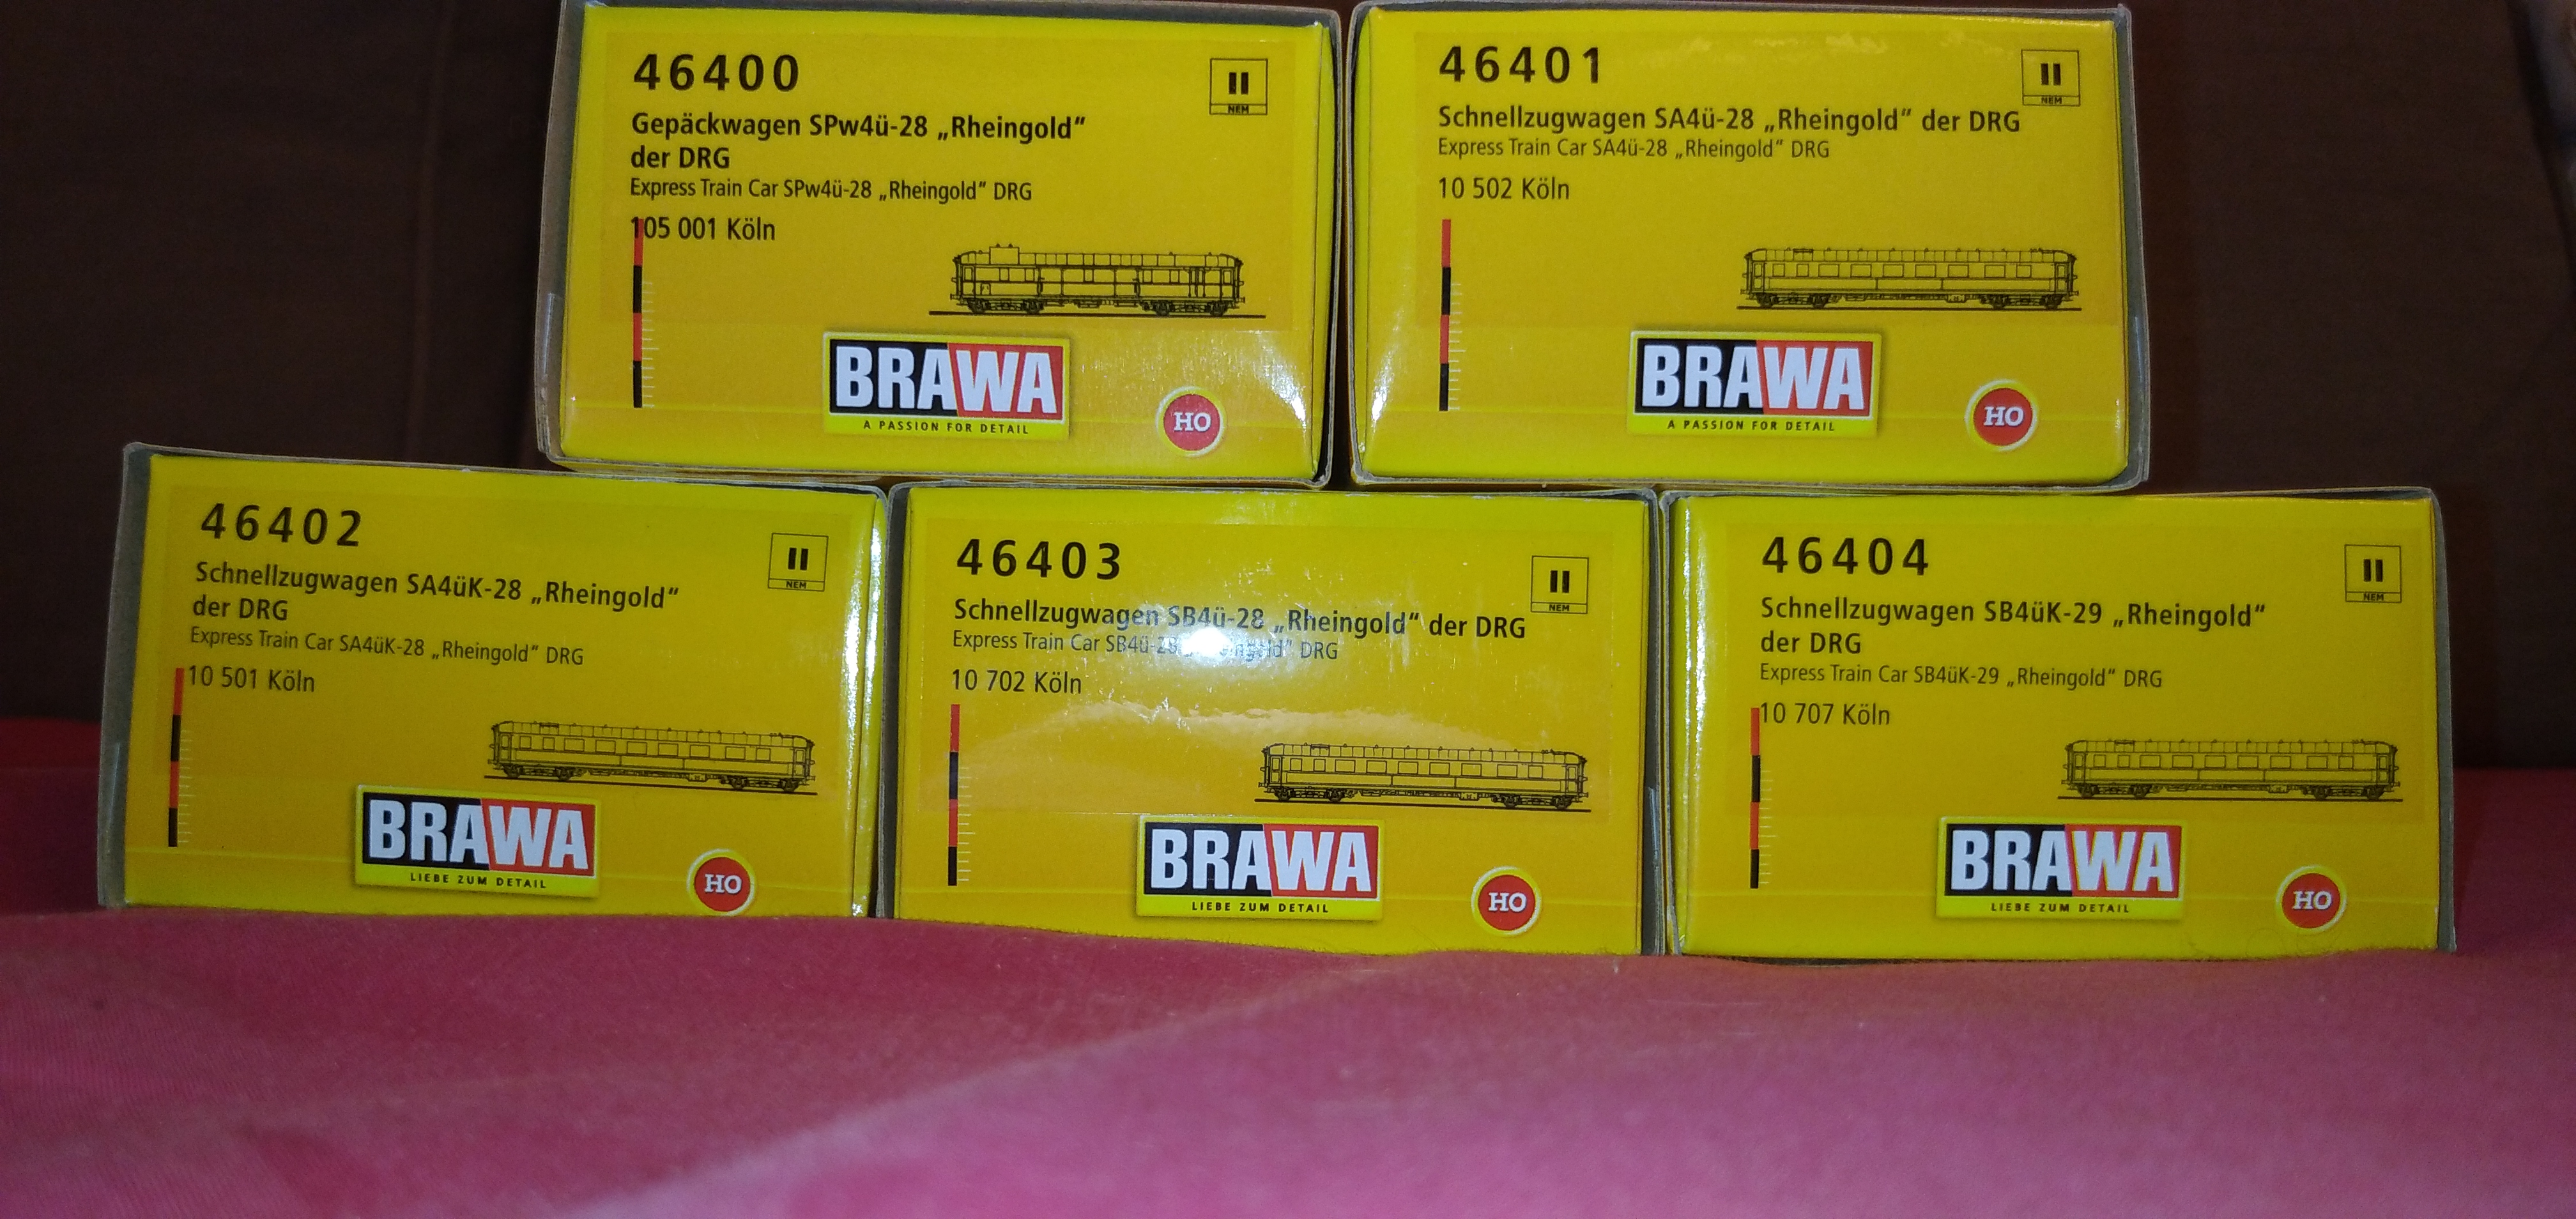 46400
II
NEM
Gepäckwagen SPw4ü-28 „Rheingold“
der DRG
Express Train Car SPw4ü-28 „Rheingold“ DRG
105 001 Köln
BRAWA
A PASSION FOR DETAIL
HO
46401
II
NEM
Schnellzugwagen SA4ü-28 „Rheingold“ der DRG
Express Train Car SA4ü-28 „Rheingold“ DRG
10 502 Köln
BRAWA
A PASSION FOR DETAIL
HO
46402
II
NEM
Schnellzugwagen SA4üK-28 „Rheingold“
der DRG
Express Train Car SA4üK-28 „Rheingold“ DRG
10 501 Köln
BRAWA
LIEBE ZUM DETAIL
HO
46403
II
NEM
Schnellzugwagen SB4ü-28 „Rheingold“ der DRG
Express Train Car SB4ü-28 „Rheingold“ DRG
10 702 Köln
BRAWA
LIEBE ZUM DETAIL
HO
46404
II
NEM
Schnellzugwagen SB4üK-29 „Rheingold“
der DRG
Express Train Car SB4üK-29 „Rheingold“ DRG
10 707 Köln
BRAWA
LIEBE ZUM DETAIL
HO